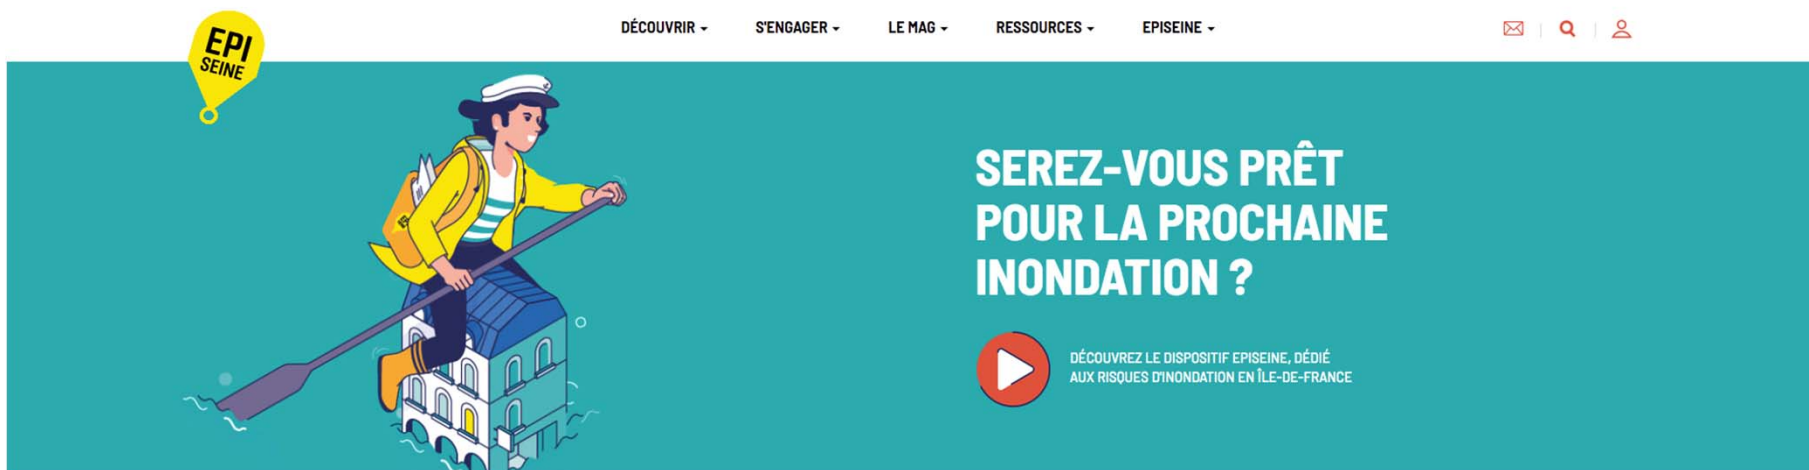 EPI
SEINE
DÉCOUVRIR
S'ENGAGER
LE MAG
RESSOURCES
EPISEINE
SEREZ-VOUS PRÊT
POUR LA PROCHAINE
INONDATION ?
DÉCOUVREZ LE DISPOSITIF EPISEINE, DÉDIÉ
AUX RISQUES D'INONDATION EN ÎLE-DE-FRANCE